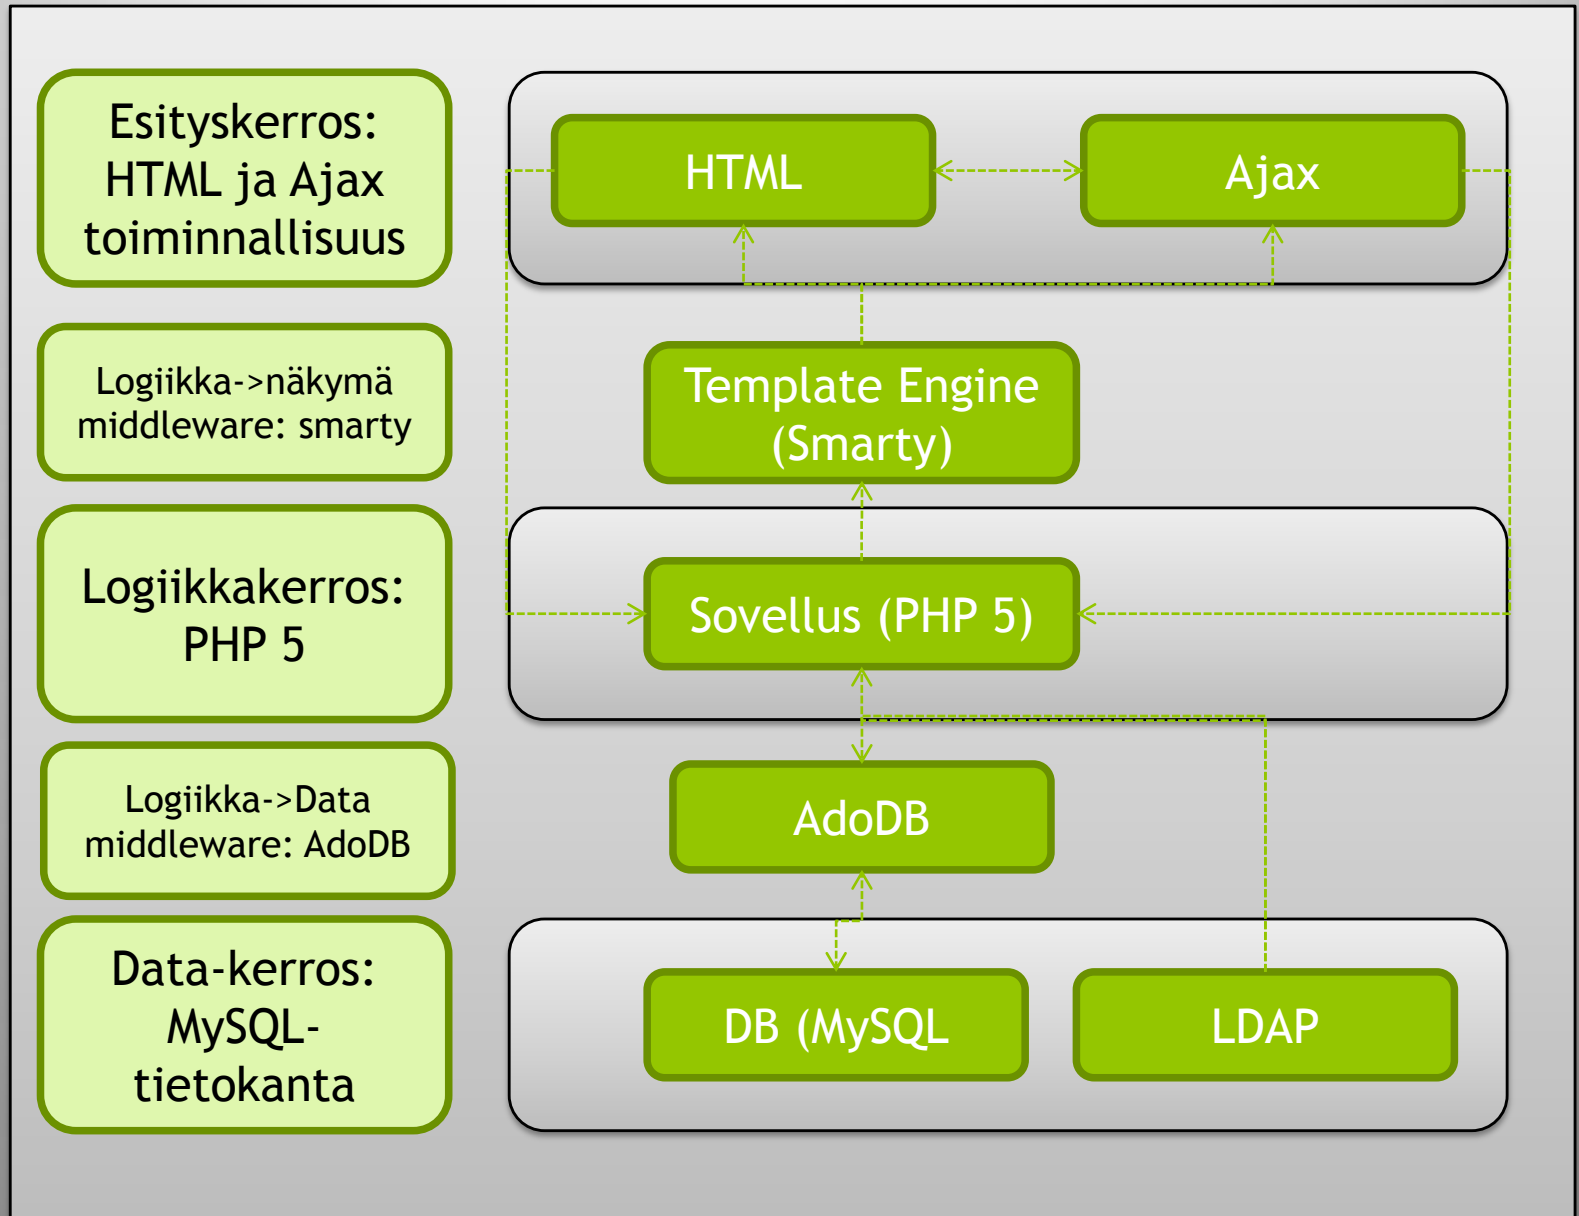 Esityskerros:
HTML ja Ajax
toiminnallisuus
HTML
Ajax
Logiikka->näkymä
middleware: smarty
Template Engine
(Smarty)
Logiikkakerros:
PHP 5
Sovellus (PHP 5)
Logiikka->Data
middleware: AdoDB
AdoDB
Data-kerros:
MySQL-
tietokanta
DB (MySQL
LDAP